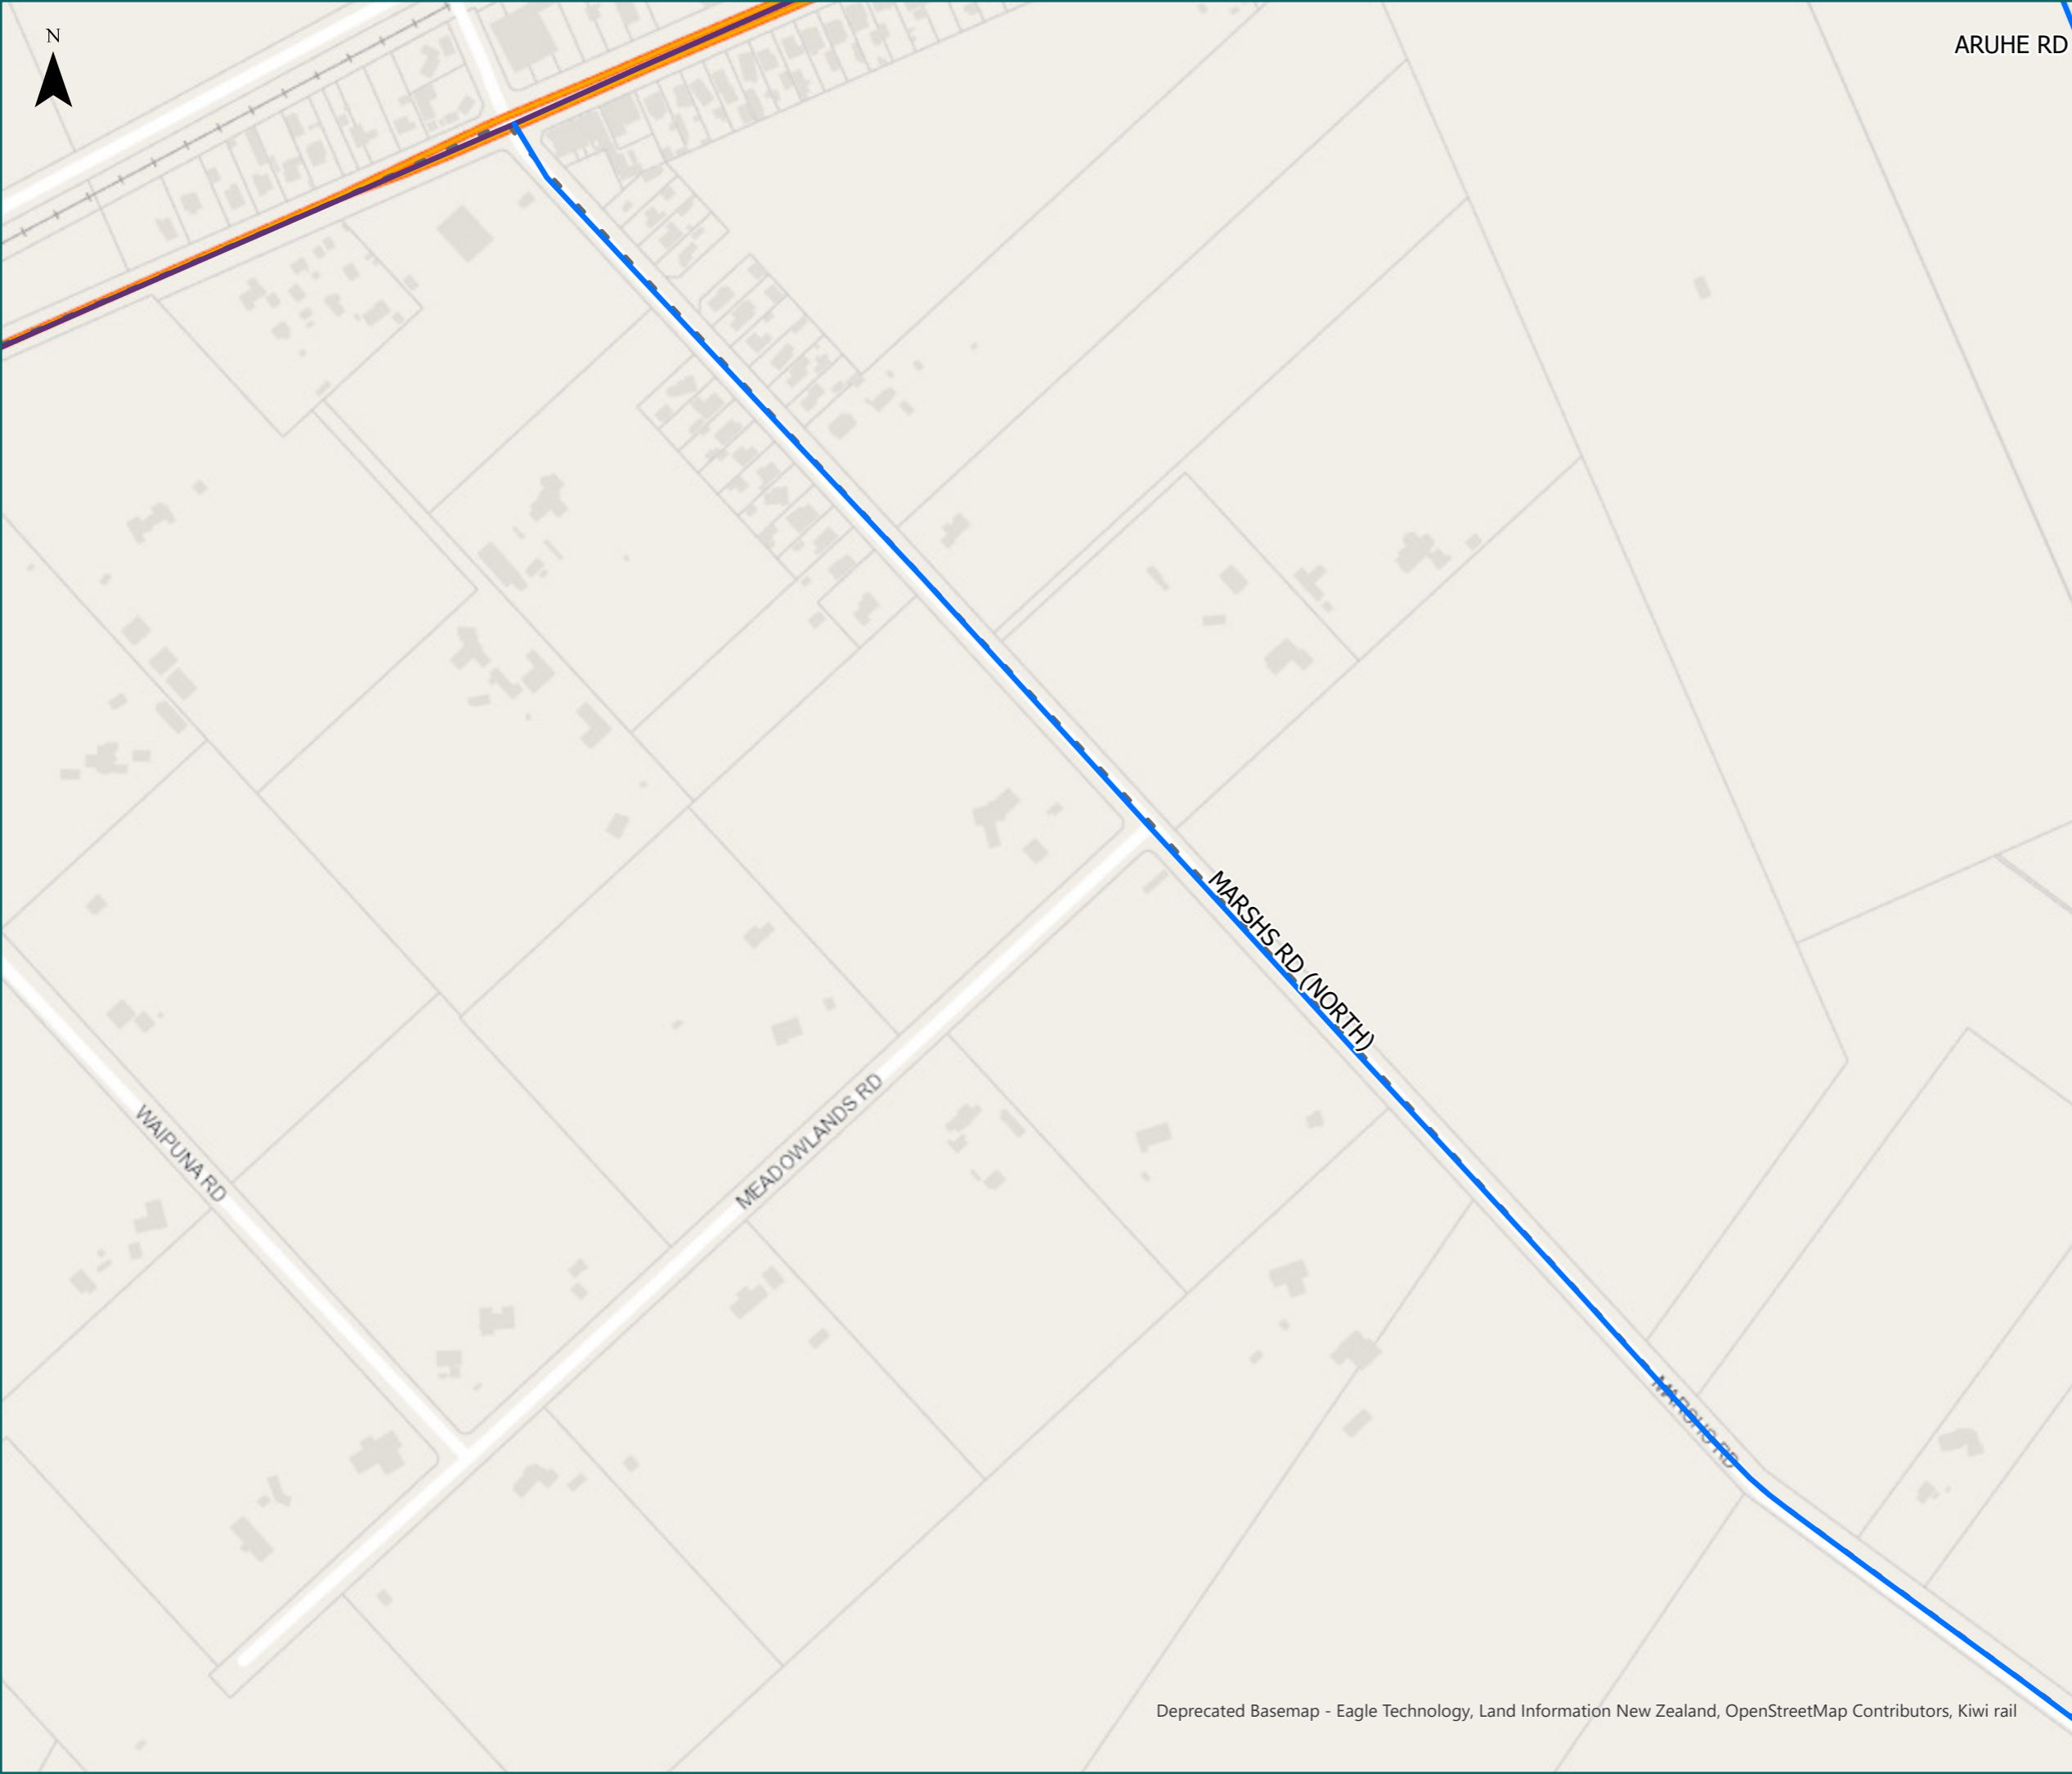 N
ARUHE RD
MARSHS RD (NORTH)
WAIPUNA RD
MEADOWLANDS RD
MARSHS RD
Deprecated Basemap - Eagle Technology, Land Information New Zealand, OpenStreetMap Contributors, Kiwi rail